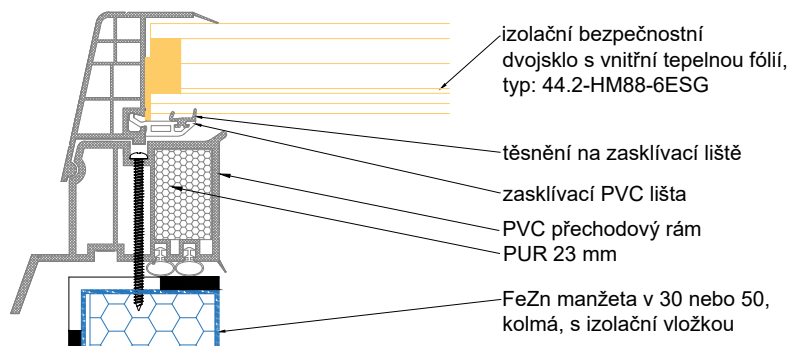 izolační bezpečnostní
dvojsklo s vnitřní tepelnou fólií,
typ: 44.2-HM88-6ESG
těsnění na zasklívací liště
zasklívací PVC lišta
PVC přechodový rám
PUR 23 mm
FeZn manžeta v 30 nebo 50,
kolmá, s izolační vložkou